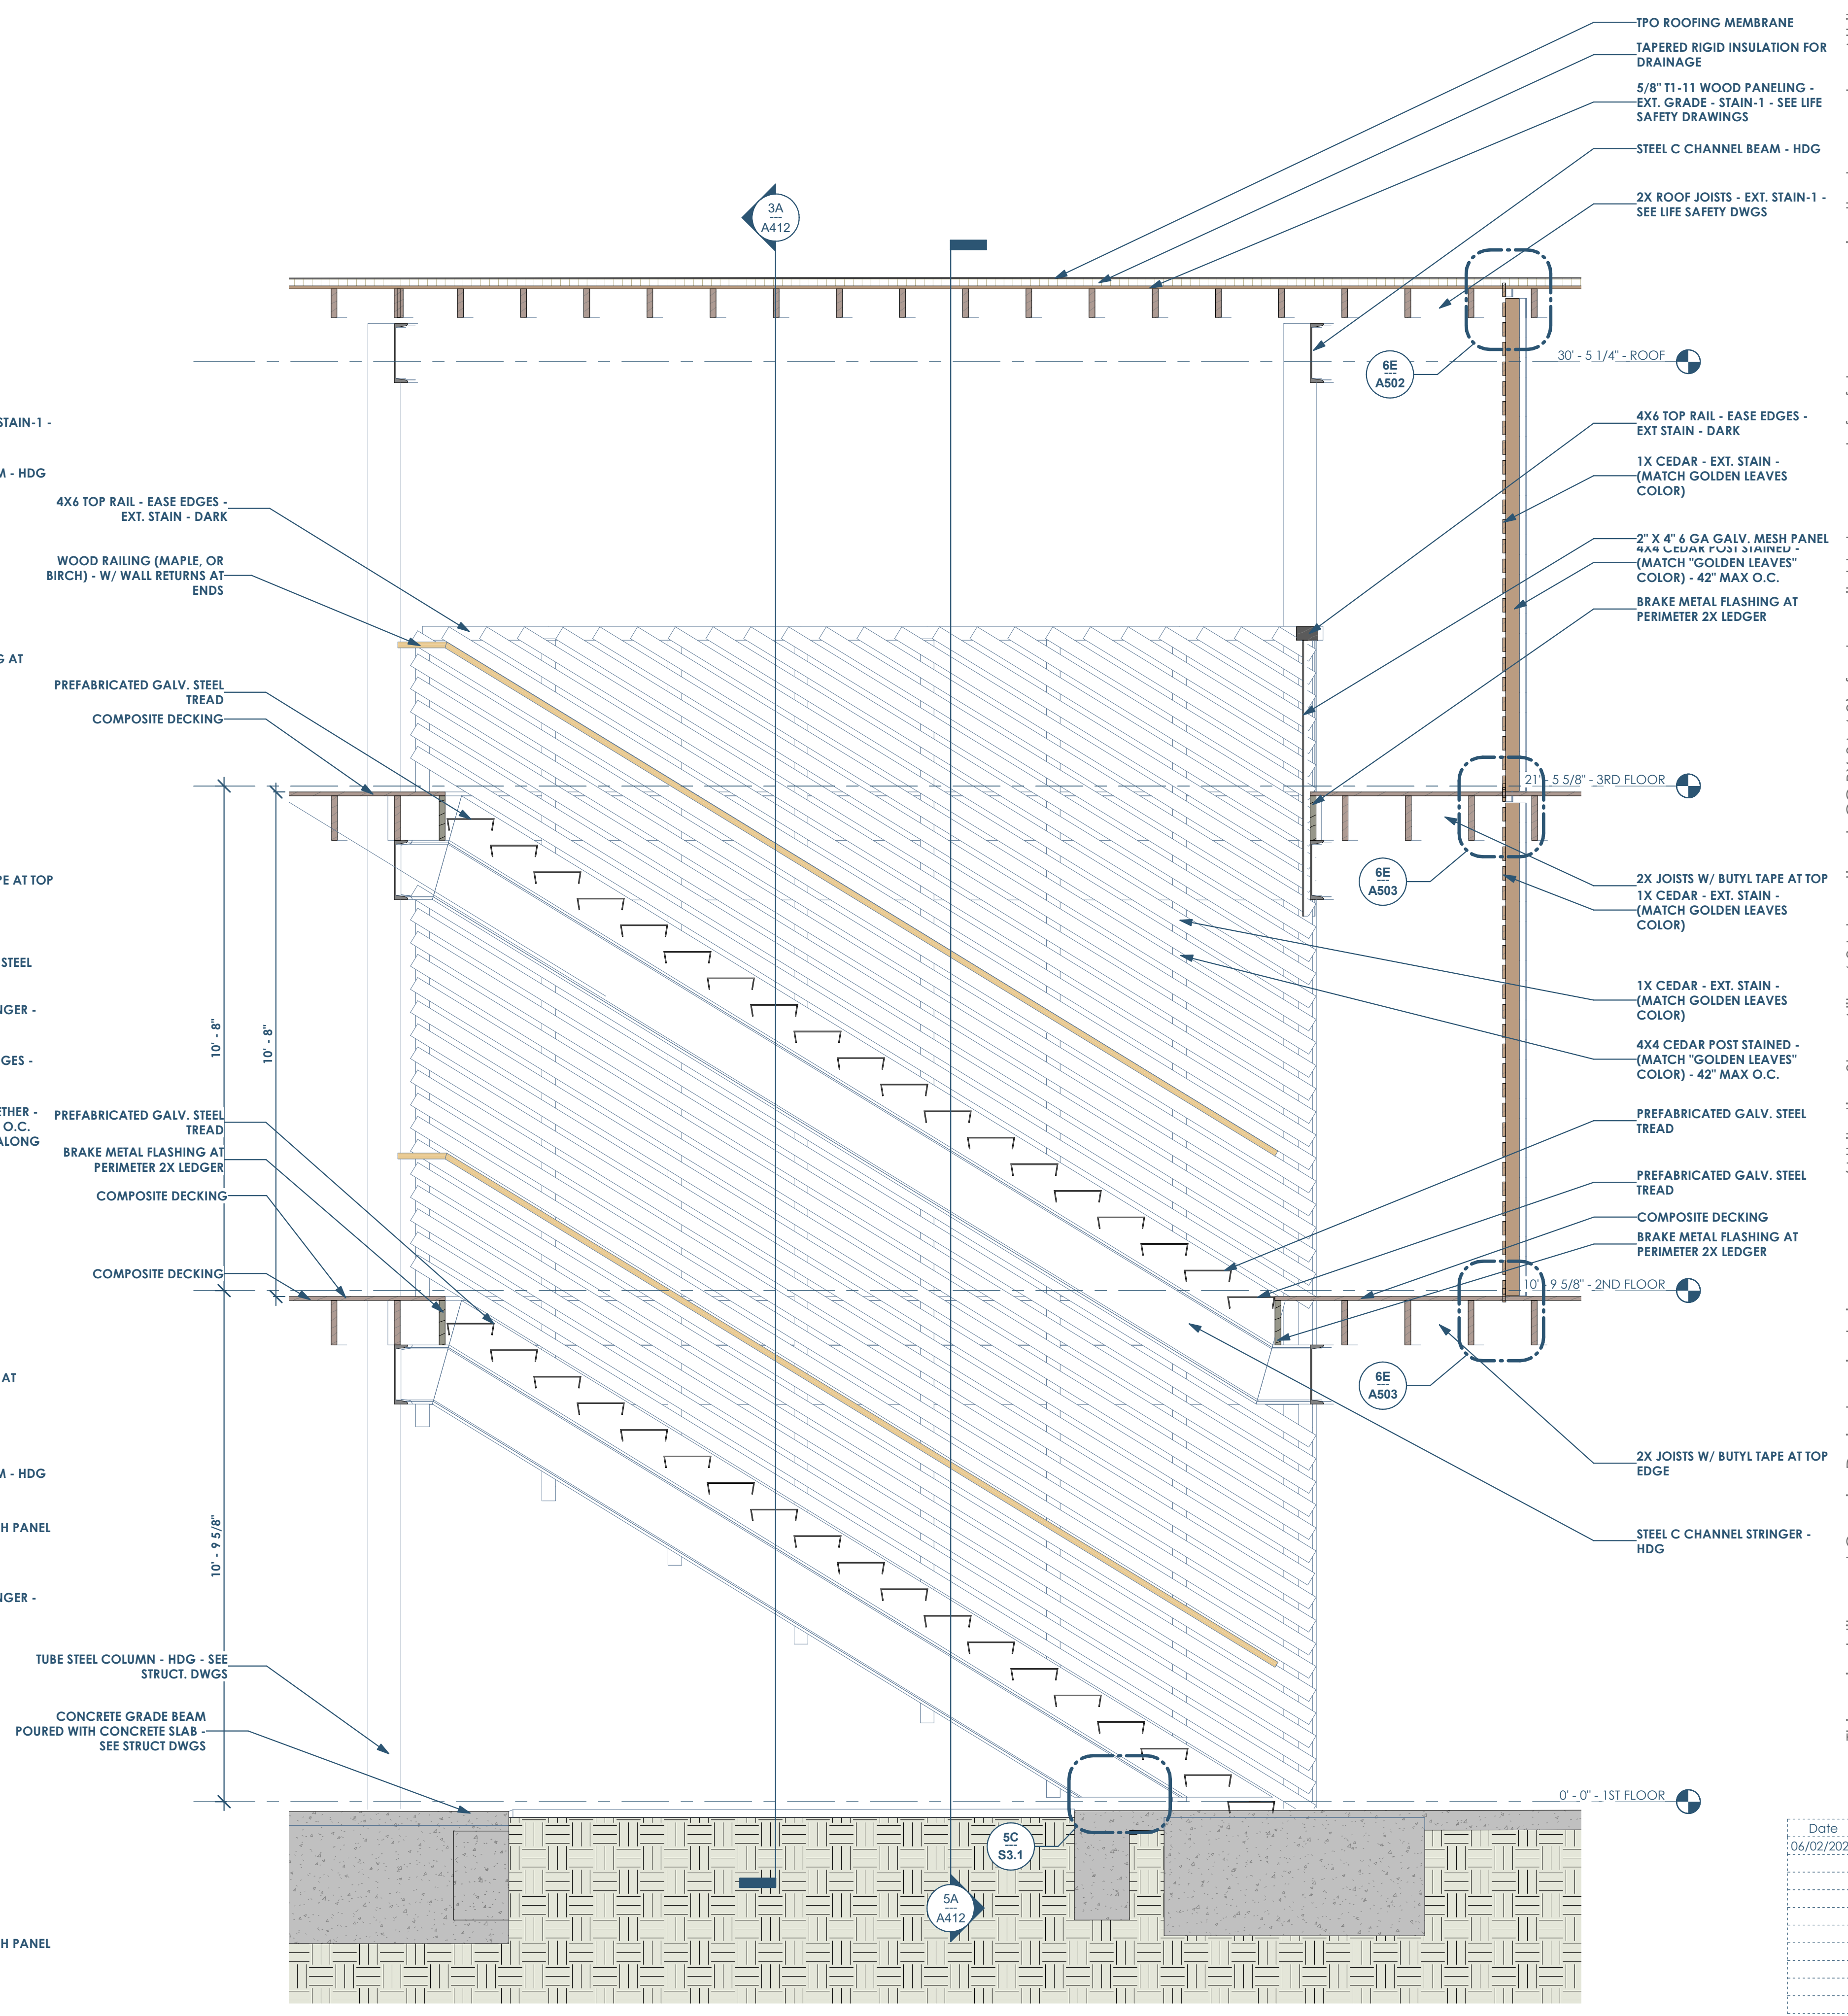 TPO ROOFING MEMBRANE
TAPERED RIGID INSULATION FOR
DRAINAGE
5/8" T1-11 WOOD PANELING -
EXT. GRADE - STAIN-1 - SEE LIFE
SAFETY DRAWINGS
STEEL C CHANNEL BEAM - HDG
2X ROOF JOISTS - EXT. STAIN-1 -
SEE LIFE SAFETY DWGS
3A
---
A412
30' - 5 1/4" - ROOF
6E
---
A502
STAIN-1 -
M - HDG
4X6 TOP RAIL - EASE EDGES -
EXT. STAIN - DARK
WOOD RAILING (MAPLE, OR
BIRCH) - W/ WALL RETURNS AT
ENDS
G AT
PREFABRICATED GALV. STEEL
TREAD
COMPOSITE DECKING
4X6 TOP RAIL - EASE EDGES -
EXT STAIN - DARK
1X CEDAR - EXT. STAIN -
(MATCH GOLDEN LEAVES
COLOR)
2" X 4" 6 GA GALV. MESH PANEL
4X4 CEDAR POST STAINED -
(MATCH "GOLDEN LEAVES"
COLOR) - 42" MAX O.C.
BRAKE METAL FLASHING AT
PERIMETER 2X LEDGER
21' - 5 5/8" - 3RD FLOOR
6E
---
A503
PE AT TOP
2X JOISTS W/ BUTYL TAPE AT TOP
1X CEDAR - EXT. STAIN -
(MATCH GOLDEN LEAVES
COLOR)
STEEL
NGER -
GES -
ETHER -
O.C.
ALONG
10' - 8"
10' - 8"
1X CEDAR - EXT. STAIN -
(MATCH GOLDEN LEAVES
COLOR)
4X4 CEDAR POST STAINED -
(MATCH "GOLDEN LEAVES"
COLOR) - 42" MAX O.C.
PREFABRICATED GALV. STEEL
TREAD
BRAKE METAL FLASHING AT
PERIMETER 2X LEDGER
COMPOSITE DECKING
COMPOSITE DECKING
PREFABRICATED GALV. STEEL
TREAD
PREFABRICATED GALV. STEEL
TREAD
COMPOSITE DECKING
BRAKE METAL FLASHING AT
PERIMETER 2X LEDGER
10' - 9 5/8" - 2ND FLOOR
6E
---
A503
AT
M - HDG
H PANEL
NGER -
10' - 9 5/8"
2X JOISTS W/ BUTYL TAPE AT TOP
EDGE
STEEL C CHANNEL STRINGER -
HDG
TUBE STEEL COLUMN - HDG - SEE
STRUCT. DWGS
CONCRETE GRADE BEAM
POURED WITH CONCRETE SLAB -
SEE STRUCT DWGS
0' - 0" - 1ST FLOOR
5C
---
S3.1
5A
---
A412
H PANEL
Date
06/02/202